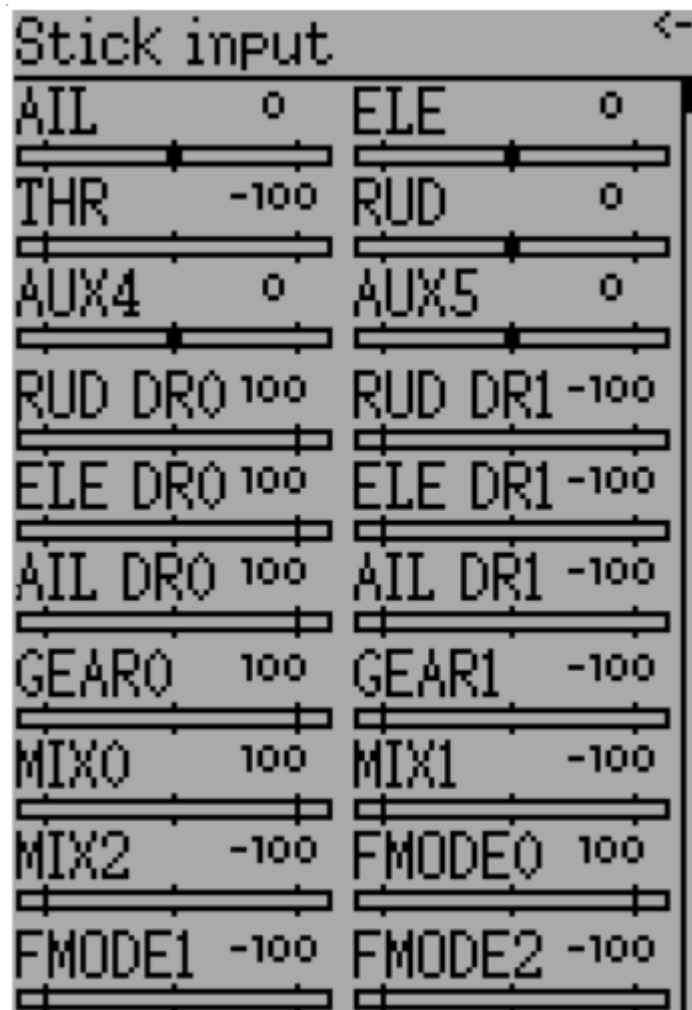 Stick input <-
AIL 0 ELE 0
THR -100 RUD 0
AUX4 0 AUX5 0
RUD DR0 100 RUD DR1 -100
ELE DR0 100 ELE DR1 -100
AIL DR0 100 AIL DR1 -100
GEAR0 100 GEAR1 -100
MIX0 100 MIX1 -100
MIX2 -100 FMODE0 100
FMODE1 -100 FMODE2 -100